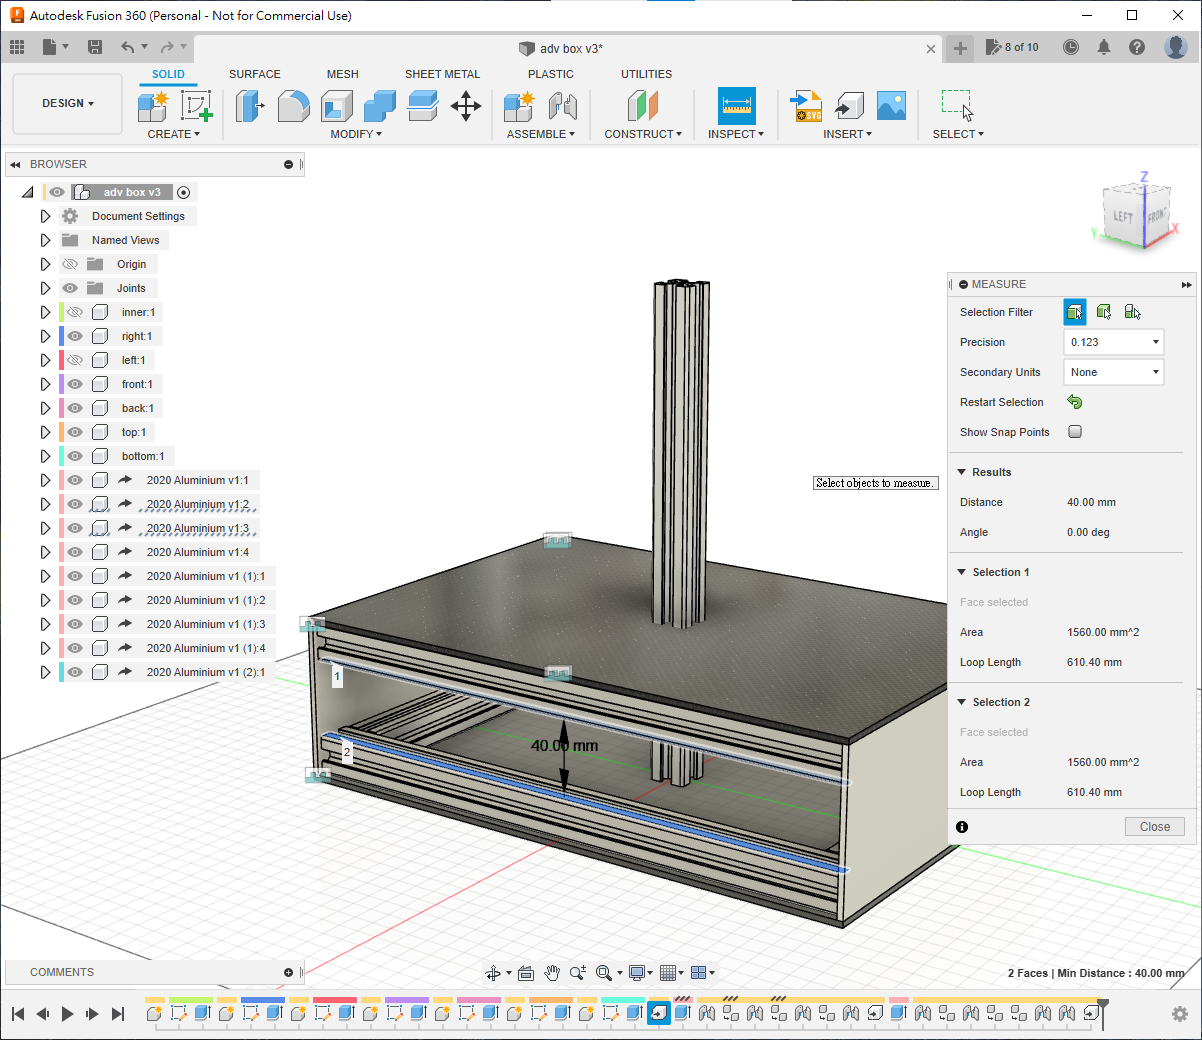 Autodesk Fusion 360 (Personal - Not for Commercial Use)
adv box v3*
8 of 10
DESIGN
SOLID SURFACE MESH SHEET METAL PLASTIC UTILITIES
CREATE MODIFY ASSEMBLE CONSTRUCT INSPECT INSERT SELECT
SVG
BROWSER
adv box v3
Document Settings
Named Views
Origin
Joints
inner:1
right:1
left:1
front:1
back:1
top:1
bottom:1
2020 Aluminium v1:1
2020 Aluminium v1:2
2020 Aluminium v1:3
2020 Aluminium v1:4
2020 Aluminium v1 (1):1
2020 Aluminium v1 (1):2
2020 Aluminium v1 (1):3
2020 Aluminium v1 (1):4
2020 Aluminium v1 (2):1
Z
LEFT
FRONT
Y
X
Select objects to measure.
1
2
40.00 mm
MEASURE
Selection Filter
Precision 0.123
Secondary Units None
Restart Selection
Show Snap Points
Results
Distance 40.00 mm
Angle 0.00 deg
Selection 1
Face selected
Area 1560.00 mm^2
Loop Length 610.40 mm
Selection 2
Face selected
Area 1560.00 mm^2
Loop Length 610.40 mm
Close
COMMENTS
2 Faces | Min Distance : 40.00 mm